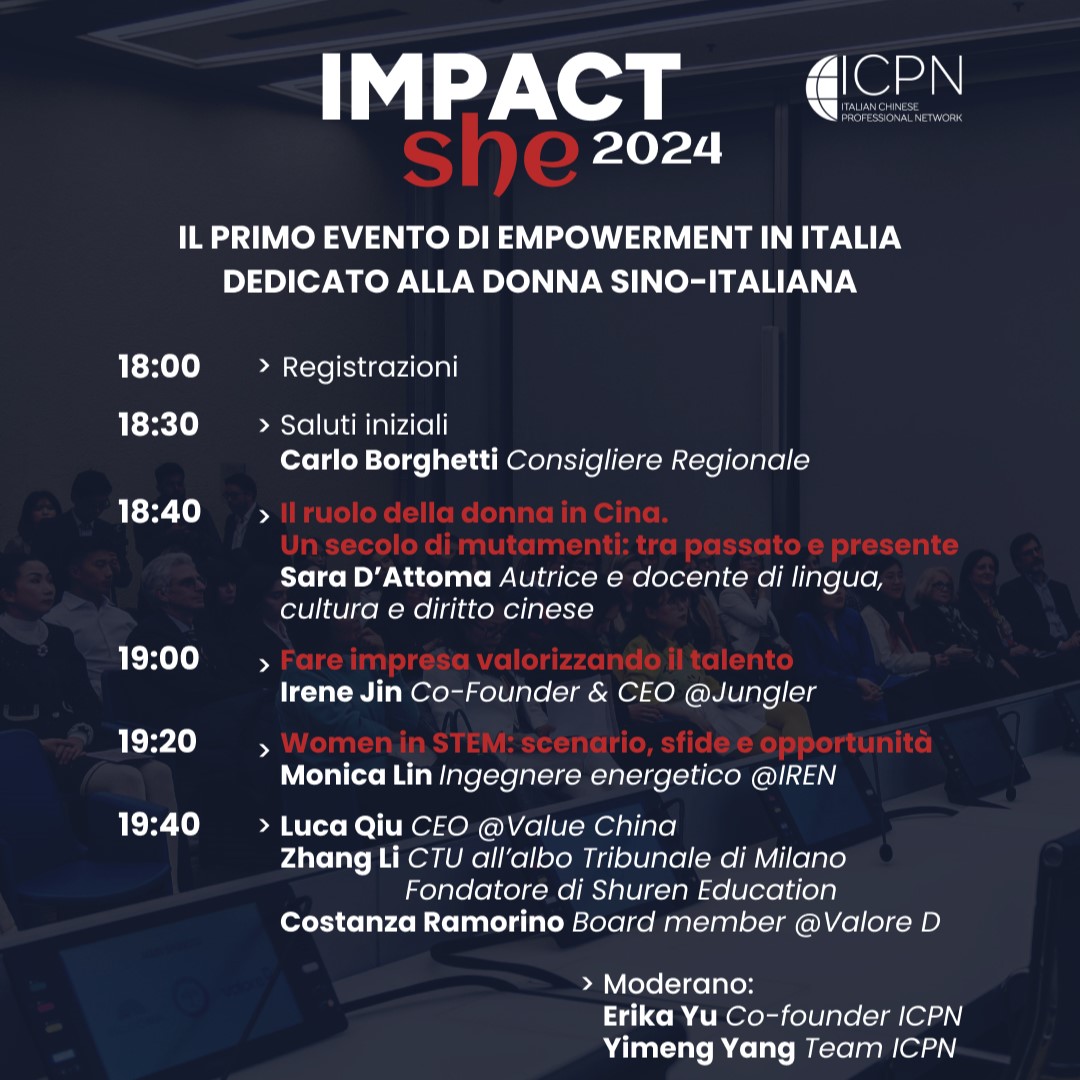 IMPACT
she 2024
ICPN
ITALIAN CHINESE
PROFESSIONAL NETWORK
IL PRIMO EVENTO DI EMPOWERMENT IN ITALIA
DEDICATO ALLA DONNA SINO-ITALIANA
18:00 > Registrazioni
18:30 > Saluti iniziali
Carlo Borghetti Consigliere Regionale
18:40 > Il ruolo della donna in Cina.
Un secolo di mutamenti: tra passato e presente
Sara D'Attoma Autrice e docente di lingua,
cultura e diritto cinese
19:00 > Fare impresa valorizzando il talento
Irene Jin Co-Founder & CEO @Jungler
19:20 > Women in STEM: scenario, sfide e opportunità
Monica Lin Ingegnere energetico @IREN
19:40 > Luca Qiu CEO @Value China
Zhang Li CTU all'albo Tribunale di Milano
Fondatore di Shuren Education
Costanza Ramorino Board member @Valore D
> Moderano:
Erika Yu Co-founder ICPN
Yimeng Yang Team ICPN